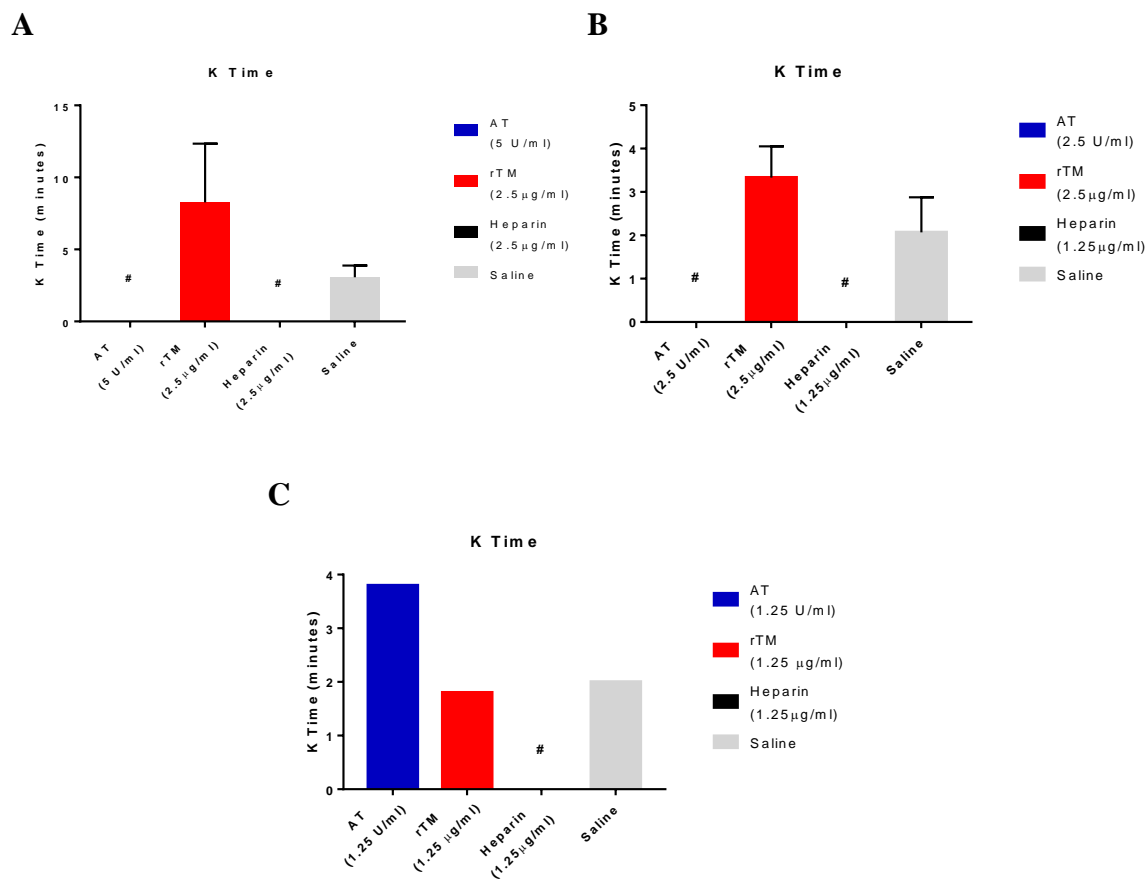 A
K Time
15
10
5
0
K Time (minutes)
#
#
AT
(5 U/ml)
rTM
(2.5μg/ml)
Heparin
(2.5μg/ml)
Saline
AT
(5 U/ml)
rTM
(2.5μg/ml)
Heparin
(2.5μg/ml)
Saline
B
K Time
5
4
3
2
1
0
K Time (minutes)
#
#
AT
(2.5 U/ml)
rTM
(2.5μg/ml)
Heparin
(1.25μg/ml)
Saline
AT
(2.5 U/ml)
rTM
(2.5μg/ml)
Heparin
(1.25μg/ml)
Saline
C
K Time
4
3
2
1
0
K Time (minutes)
#
AT
(1.25 U/ml)
rTM
(1.25 μg/ml)
Heparin
(1.25μg/ml)
Saline
AT
(1.25 U/ml)
rTM
(1.25 μg/ml)
Heparin
(1.25μg/ml)
Saline